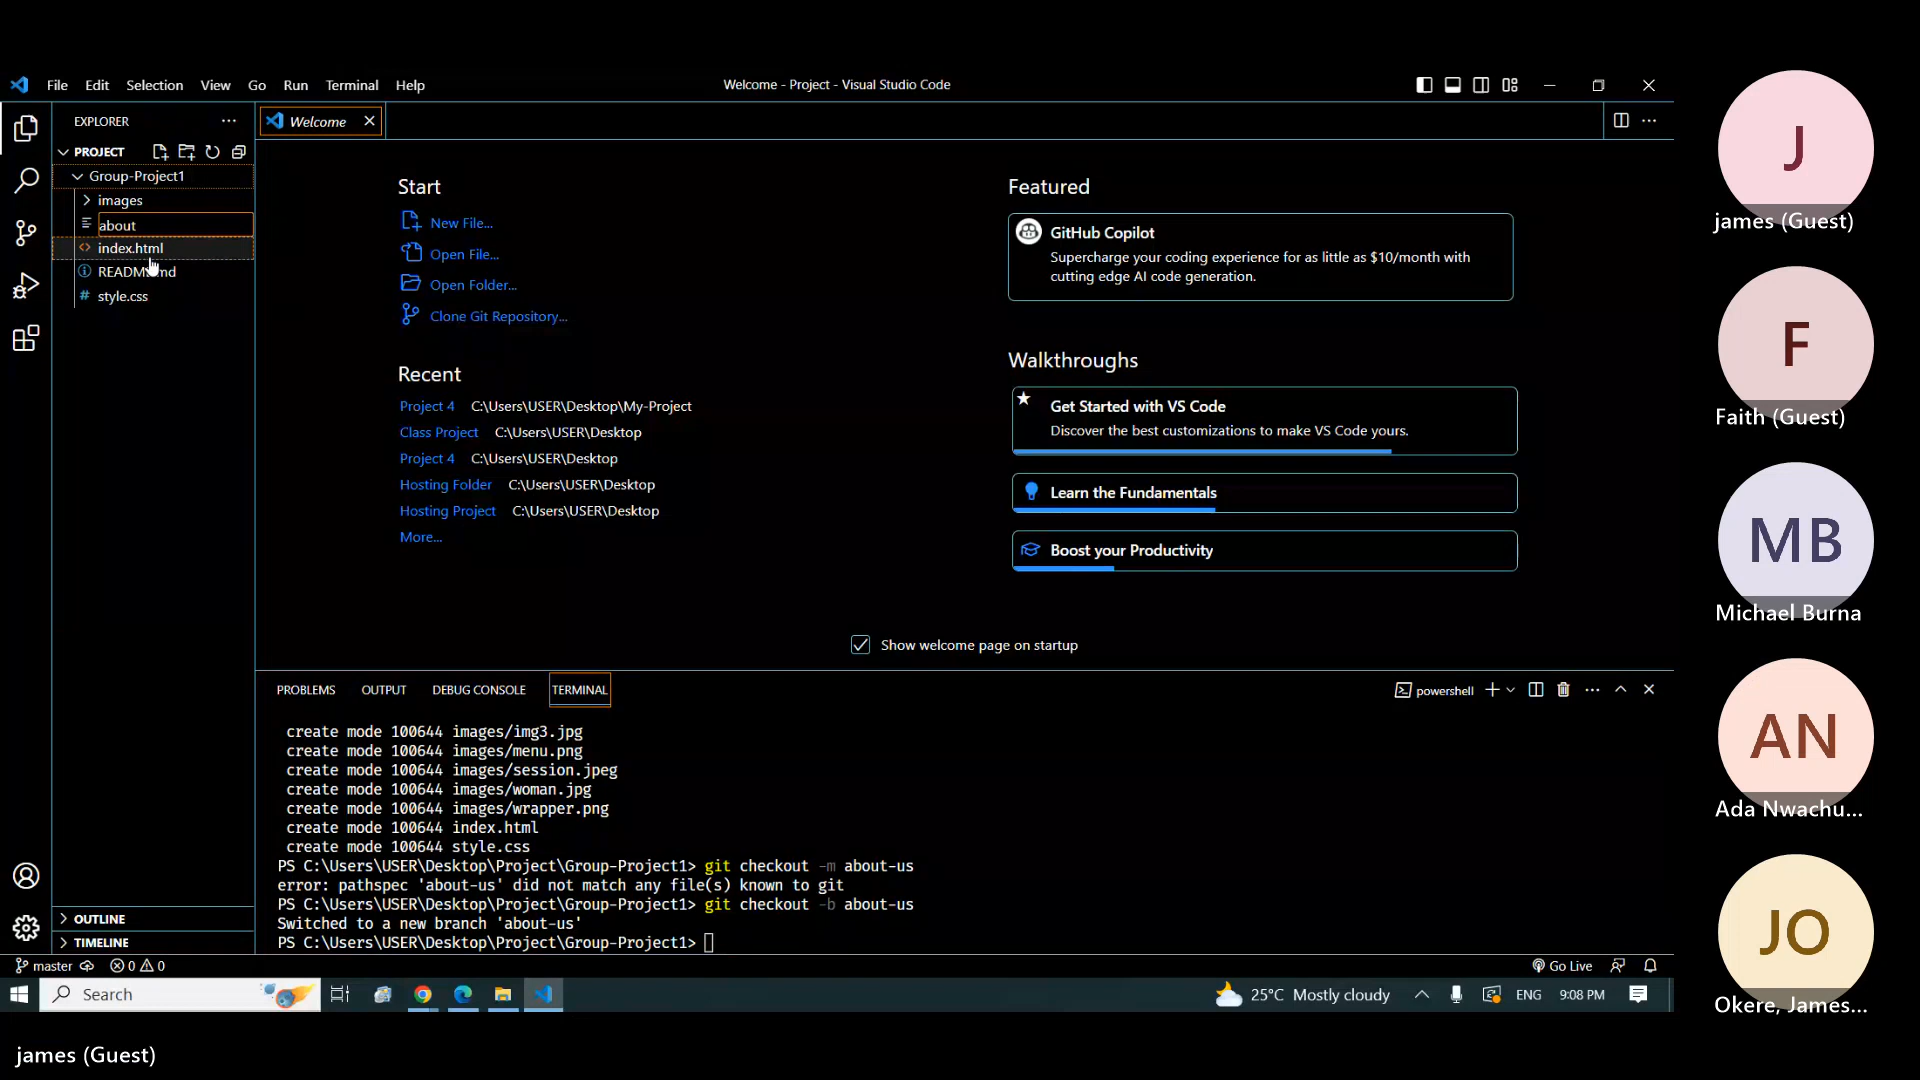 File Edit Selection View Go Run Terminal Help
Welcome - Project - Visual Studio Code
EXPLORER
PROJECT
Group-Project1
images
about
index.html
README.md
style.css
OUTLINE
TIMELINE
Welcome
Start
New File...
Open File...
Open Folder...
Clone Git Repository...
Recent
Project 4 C:\Users\USER\Desktop\My-Project
Class Project C:\Users\USER\Desktop
Project 4 C:\Users\USER\Desktop
Hosting Folder C:\Users\USER\Desktop
Hosting Project C:\Users\USER\Desktop
More...
Featured
GitHub Copilot
Supercharge your coding experience for as little as $10/month with
cutting edge AI code generation.
Walkthroughs
Get Started with VS Code
Discover the best customizations to make VS Code yours.
Learn the Fundamentals
Boost your Productivity
Show welcome page on startup
PROBLEMS OUTPUT DEBUG CONSOLE TERMINAL
powershell
create mode 100644 images/img3.jpg
create mode 100644 images/menu.png
create mode 100644 images/session.jpeg
create mode 100644 images/woman.jpg
create mode 100644 images/wrapper.png
create mode 100644 index.html
create mode 100644 style.css
PS C:\Users\USER\Desktop\Project\Group-Project1> git checkout -m about-us
error: pathspec 'about-us' did not match any file(s) known to git
PS C:\Users\USER\Desktop\Project\Group-Project1> git checkout -b about-us
Switched to a new branch 'about-us'
PS C:\Users\USER\Desktop\Project\Group-Project1>
master 0 0
Go Live
Search
25°C Mostly cloudy
ENG
9:08 PM
J
james (Guest)
F
Faith (Guest)
MB
Michael Burna
AN
Ada Nwachu...
JO
Okere, James...
james (Guest)